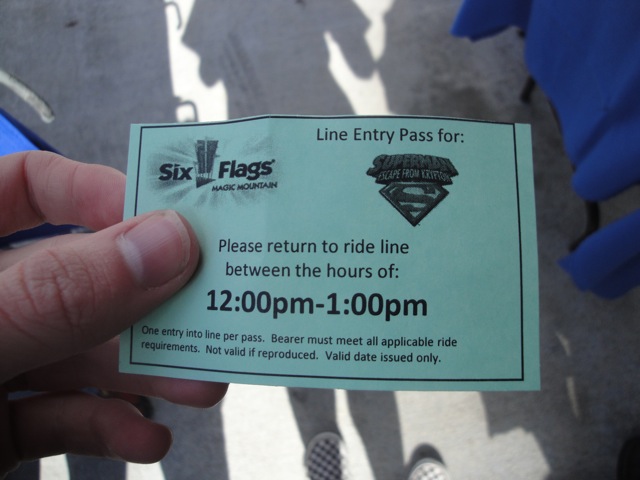 Line Entry Pass for:
Six Flags
MAGIC MOUNTAIN
SUPERMAN
ESCAPE FROM KRYPTON
S
Please return to ride line
between the hours of:
12:00pm-1:00pm
One entry into line per pass. Bearer must meet all applicable ride
requirements. Not valid if reproduced. Valid date issued only.